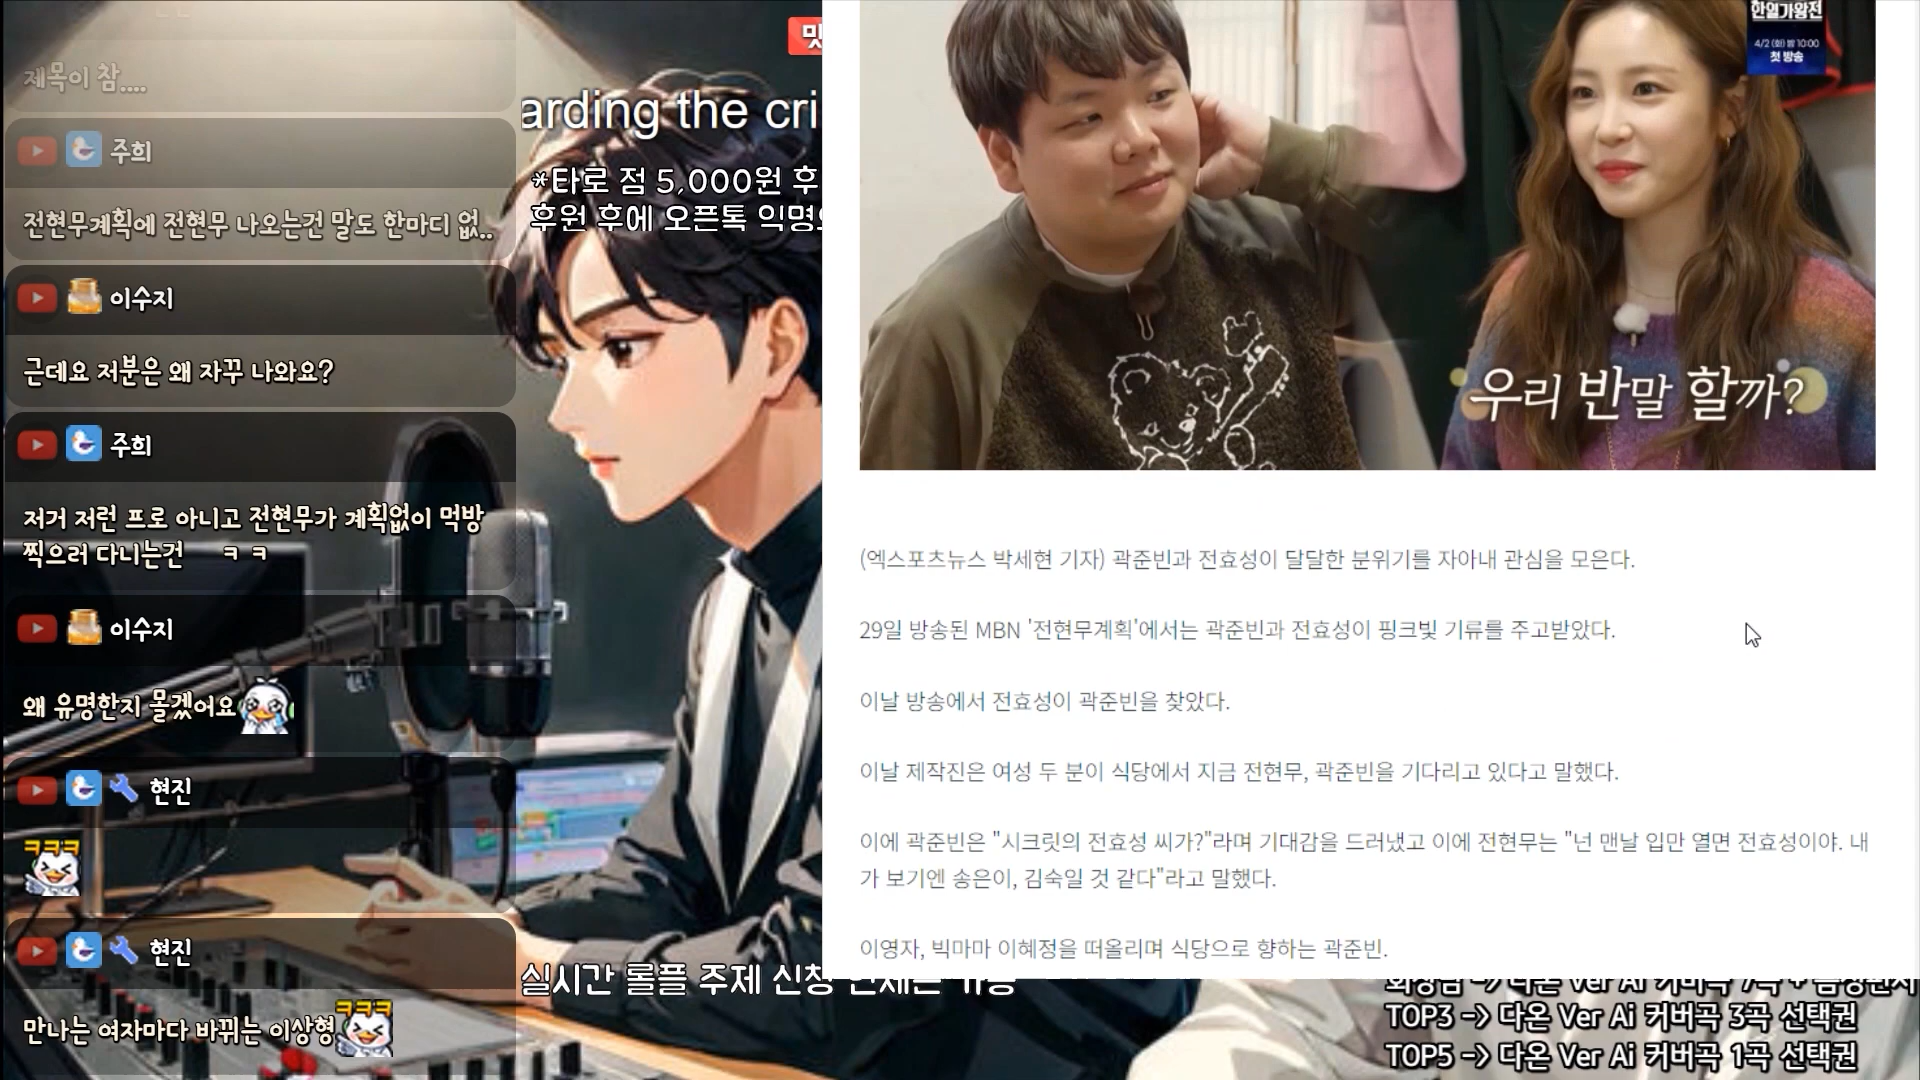 제목이 참....
주희
전현무계획에 전현무 나오는건 말도 한마디 없..
이수지
근데요 저분은 왜 자꾸 나와요?
주희
저거 저런 프로 아니고 전현무가 계획없이 먹방
찍으러 다니는건 ㅋ ㅋ
이수지
왜 유명한지 몰겠어요
현진
ㅋㅋㅋ
현진
만나는 여자마다 바뀌는 이상형
ㅋㅋㅋ
arding the cri
*타로 점 5,000원 후
후원 후에 오픈톡 익명
한일가왕전
4/2 (화) 밤 10:00
첫 방송
우리 반말 할까?
(엑스포츠뉴스 박세현 기자) 곽준빈과 전효성이 달달한 분위기를 자아내 관심을 모은다.
29일 방송된 MBN '전현무계획'에서는 곽준빈과 전효성이 핑크빛 기류를 주고받았다.
이날 방송에서 전효성이 곽준빈을 찾았다.
이날 제작진은 여성 두 분이 식당에서 지금 전현무, 곽준빈을 기다리고 있다고 말했다.
이에 곽준빈은 "시크릿의 전효성 씨가?"라며 기대감을 드러냈고 이에 전현무는 "넌 맨날 입만 열면 전효성이야. 내
가 보기엔 송은이, 김숙일 것 같다"라고 말했다.
이영자, 빅마마 이혜정을 떠올리며 식당으로 향하는 곽준빈.
실시간 롤플 주제 신청
TOP3 -> 다온 Ver Ai 커버곡 3곡 선택권
TOP5 -> 다온 Ver Ai 커버곡 1곡 선택권